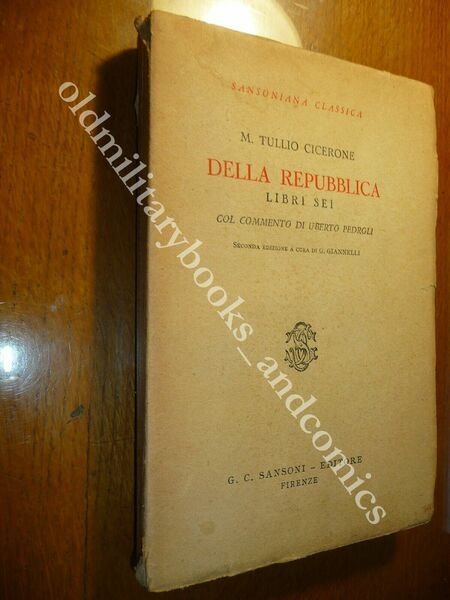 SANSONIANA CLASSICA
M. TULLIO CICERONE
DELLA REPUBBLICA
LIBRI SEI
COL COMMENTO DI UBERTO PEDROLI
SECONDA EDIZIONE A CURA DI G. GIANNELLI
G. C. SANSONI - EDITORE
FIRENZE
oldmilitarybooks_andcomics